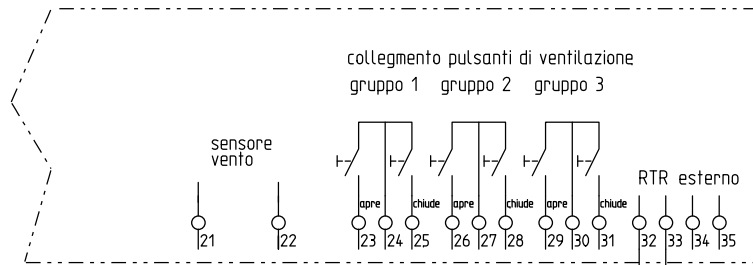 collegmento pulsanti di ventilazione
gruppo 1 gruppo 2 gruppo 3
sensore
vento
RTR esterno
apre chiude apre chiude apre chiude
21 22 23 24 25 26 27 28 29 30 31 32 33 34 35